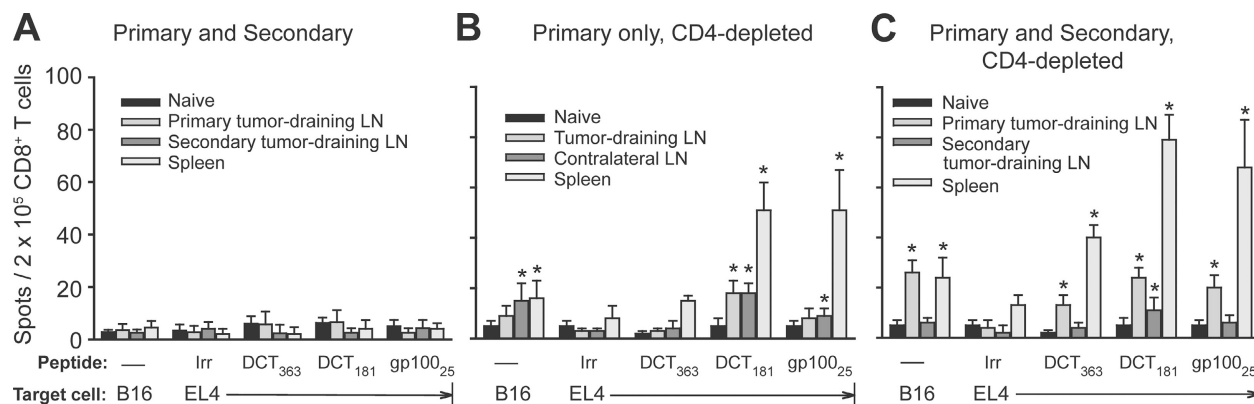 A Primary and Secondary
Spots / 2 x 10⁵ CD8⁺ T cells
100
80
60
40
20
0
Naive
Primary tumor-draining LN
Secondary tumor-draining LN
Spleen
B Primary only, CD4-depleted
Naive
Tumor-draining LN
Contralateral LN
Spleen
* * * * * * * *
C Primary and Secondary,
CD4-depleted
Naive
Primary tumor-draining LN
Secondary
tumor-draining LN
Spleen
* * * * * * * * *
Peptide: — Irr DCT₃₆₃ DCT₁₈₁ gp100₂₅ — Irr DCT₃₆₃ DCT₁₈₁ gp100₂₅ — Irr DCT₃₆₃ DCT₁₈₁ gp100₂₅
Target cell: B16 EL4 B16 EL4 B16 EL4